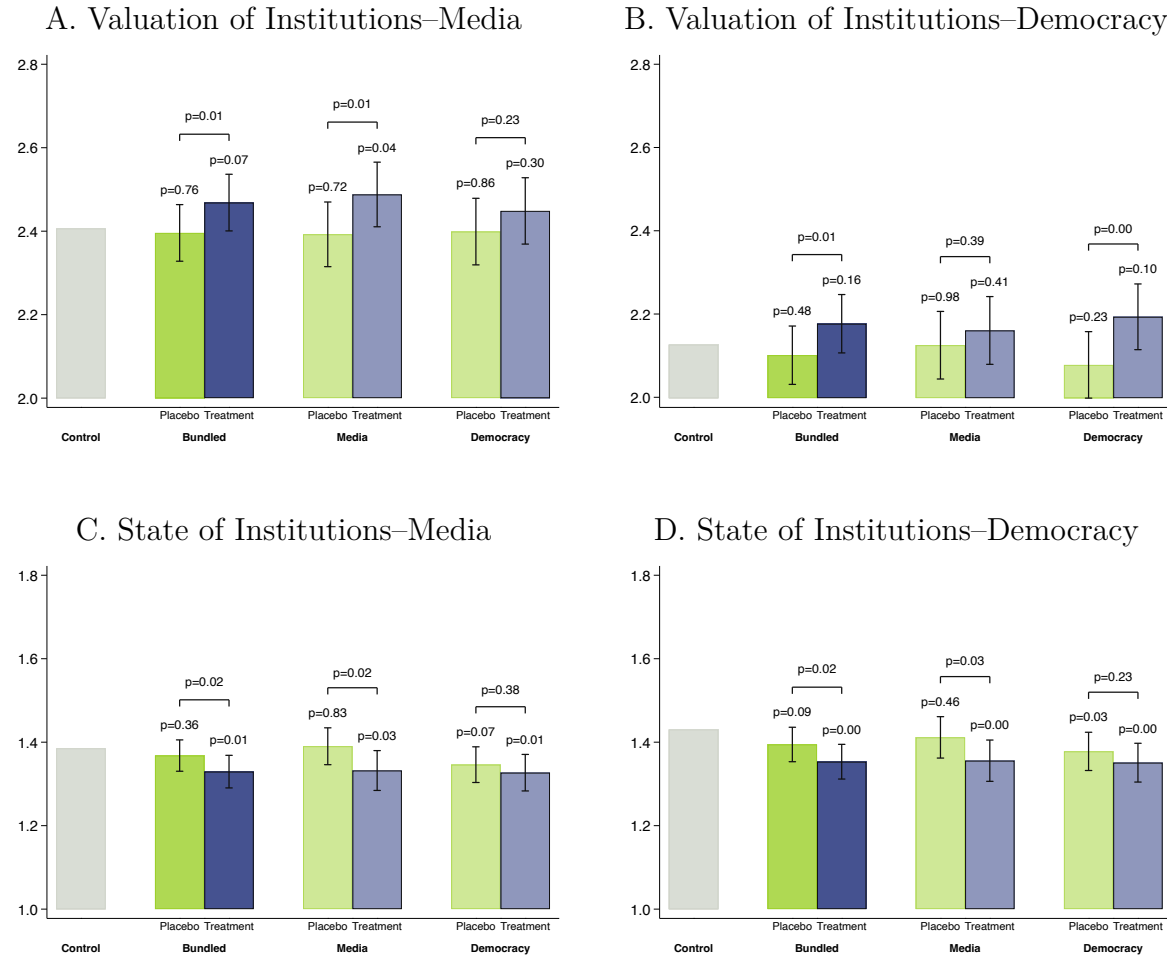 A. Valuation of Institutions–Media
2.8
2.6
2.4
2.2
2.0
p=0.01
p=0.01
p=0.23
p=0.76
p=0.07
p=0.72
p=0.04
p=0.86
p=0.30
Placebo Treatment
Placebo Treatment
Placebo Treatment
Control
Bundled
Media
Democracy
B. Valuation of Institutions–Democracy
2.8
2.6
2.4
2.2
2.0
p=0.01
p=0.39
p=0.00
p=0.48
p=0.16
p=0.98
p=0.41
p=0.23
p=0.10
Placebo Treatment
Placebo Treatment
Placebo Treatment
Control
Bundled
Media
Democracy
C. State of Institutions–Media
1.8
1.6
1.4
1.2
1.0
p=0.02
p=0.02
p=0.38
p=0.36
p=0.01
p=0.83
p=0.03
p=0.07
p=0.01
Placebo Treatment
Placebo Treatment
Placebo Treatment
Control
Bundled
Media
Democracy
D. State of Institutions–Democracy
1.8
1.6
1.4
1.2
1.0
p=0.02
p=0.03
p=0.23
p=0.09
p=0.00
p=0.46
p=0.00
p=0.03
p=0.00
Placebo Treatment
Placebo Treatment
Placebo Treatment
Control
Bundled
Media
Democracy